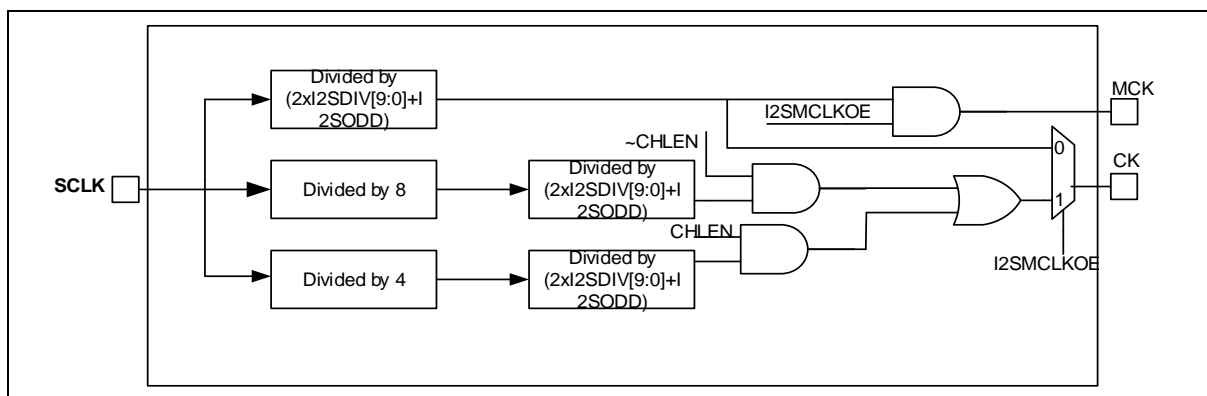 Divided by
(2xI2SDIV[9:0]+I
2SODD)
MCK
I2SMCLKOE
~CHLEN
0
CK
SCLK
Divided by 8
Divided by
(2xI2SDIV[9:0]+I
2SODD)
1
CHLEN
I2SMCLKOE
Divided by 4
Divided by
(2xI2SDIV[9:0]+I
2SODD)